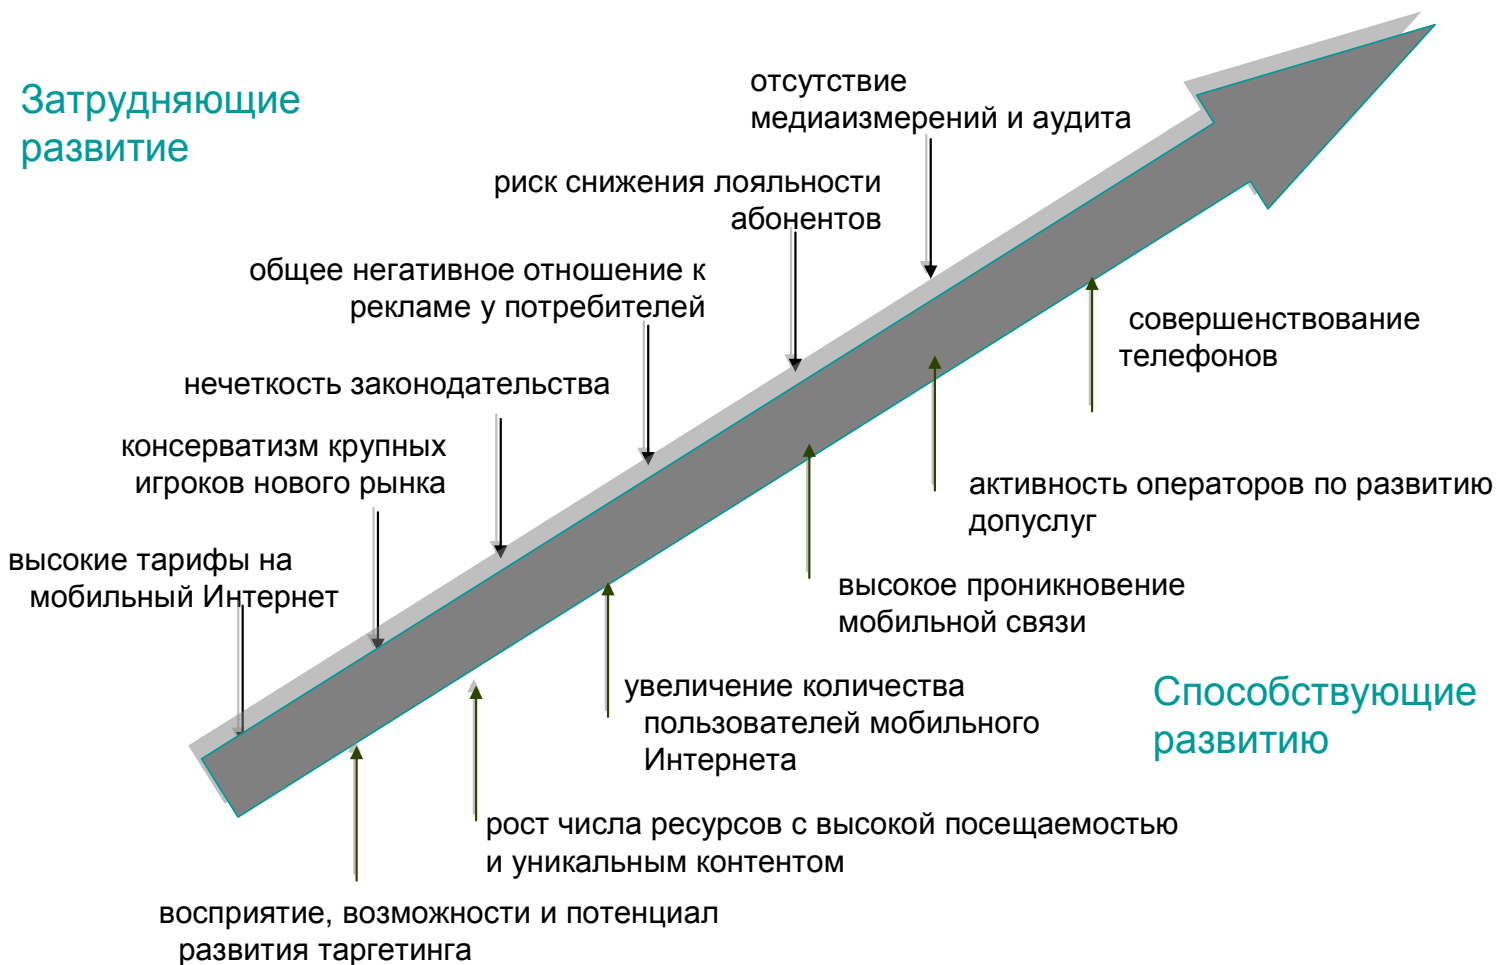 Затрудняющие
развитие
отсутствие
медиаизмерений и аудита
риск снижения лояльности
абонентов
общее негативное отношение к
рекламе у потребителей
нечеткость законодательства
консерватизм крупных
игроков нового рынка
высокие тарифы на
мобильный Интернет
совершенствование
телефонов
активность операторов по развитию
допуслуг
высокое проникновение
мобильной связи
увеличение количества
пользователей мобильного
Интернета
Способствующие
развитию
рост числа ресурсов с высокой посещаемостью
и уникальным контентом
восприятие, возможности и потенциал
развития таргетинга